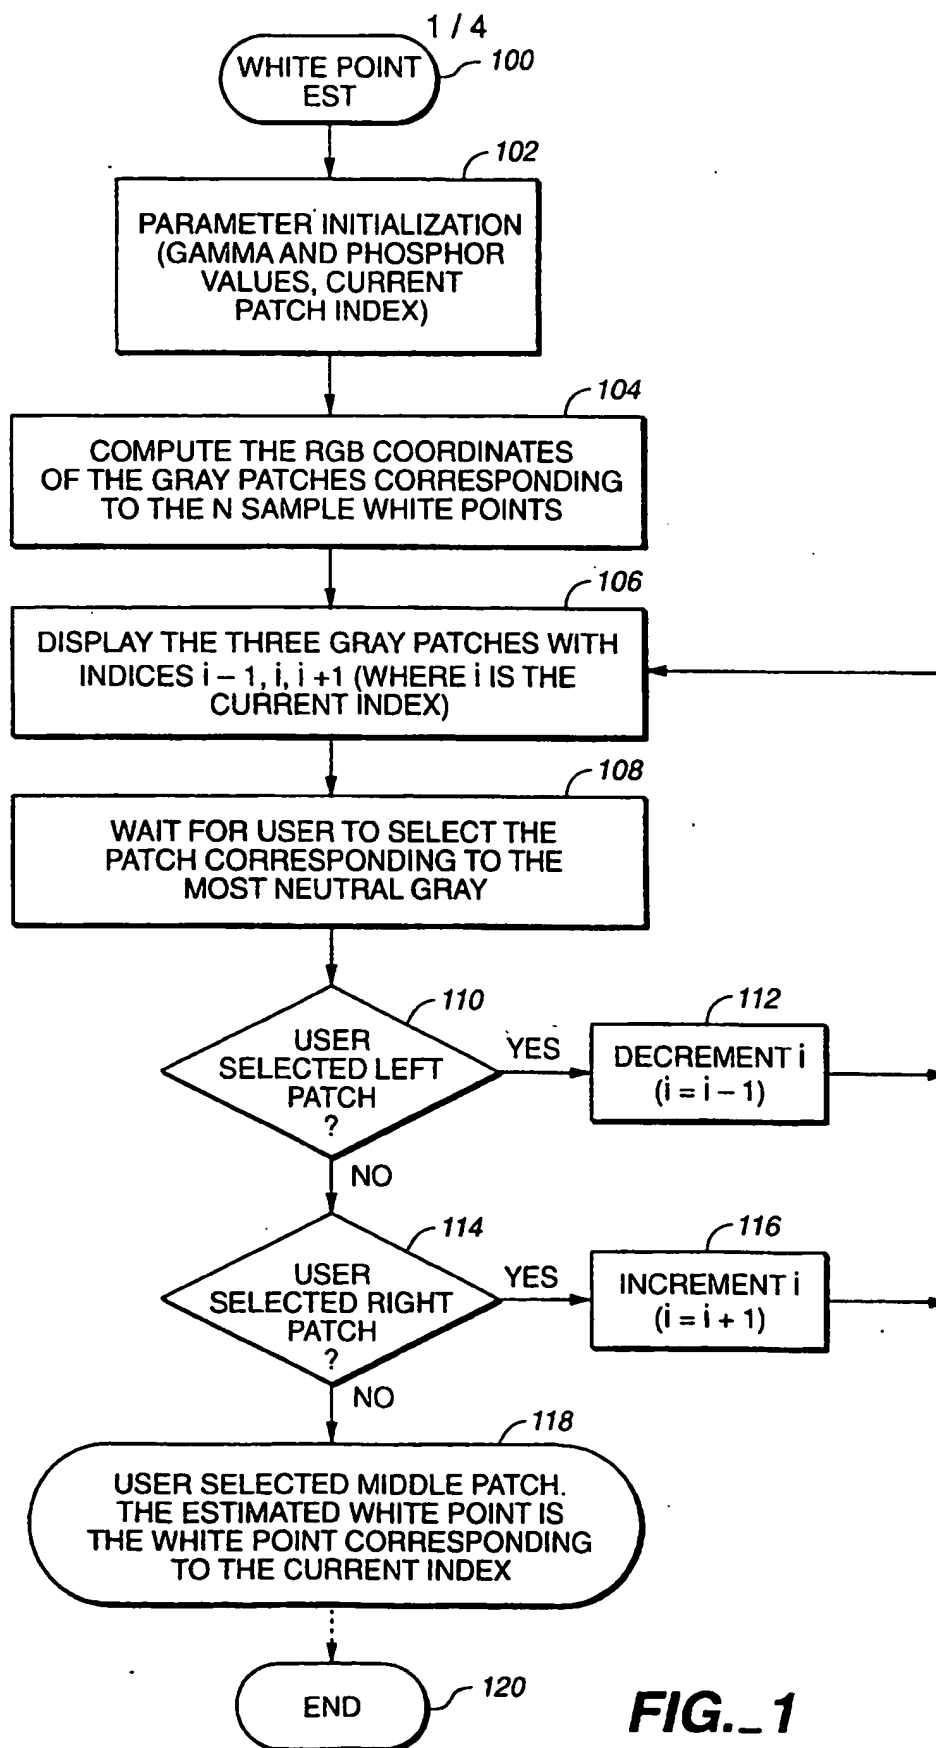 1 / 4
WHITE POINT
EST
100
102
PARAMETER INITIALIZATION
(GAMMA AND PHOSPHOR
VALUES, CURRENT
PATCH INDEX)
104
COMPUTE THE RGB COORDINATES
OF THE GRAY PATCHES CORRESPONDING
TO THE N SAMPLE WHITE POINTS
106
DISPLAY THE THREE GRAY PATCHES WITH
INDICES i – 1, i, i +1 (WHERE i IS THE
CURRENT INDEX)
108
WAIT FOR USER TO SELECT THE
PATCH CORRESPONDING TO THE
MOST NEUTRAL GRAY
110
USER
SELECTED LEFT
PATCH
?
YES
112
DECREMENT i
(i = i – 1)
NO
114
USER
SELECTED RIGHT
PATCH
?
YES
116
INCREMENT i
(i = i + 1)
NO
118
USER SELECTED MIDDLE PATCH.
THE ESTIMATED WHITE POINT IS
THE WHITE POINT CORRESPONDING
TO THE CURRENT INDEX
END
120
FIG._1